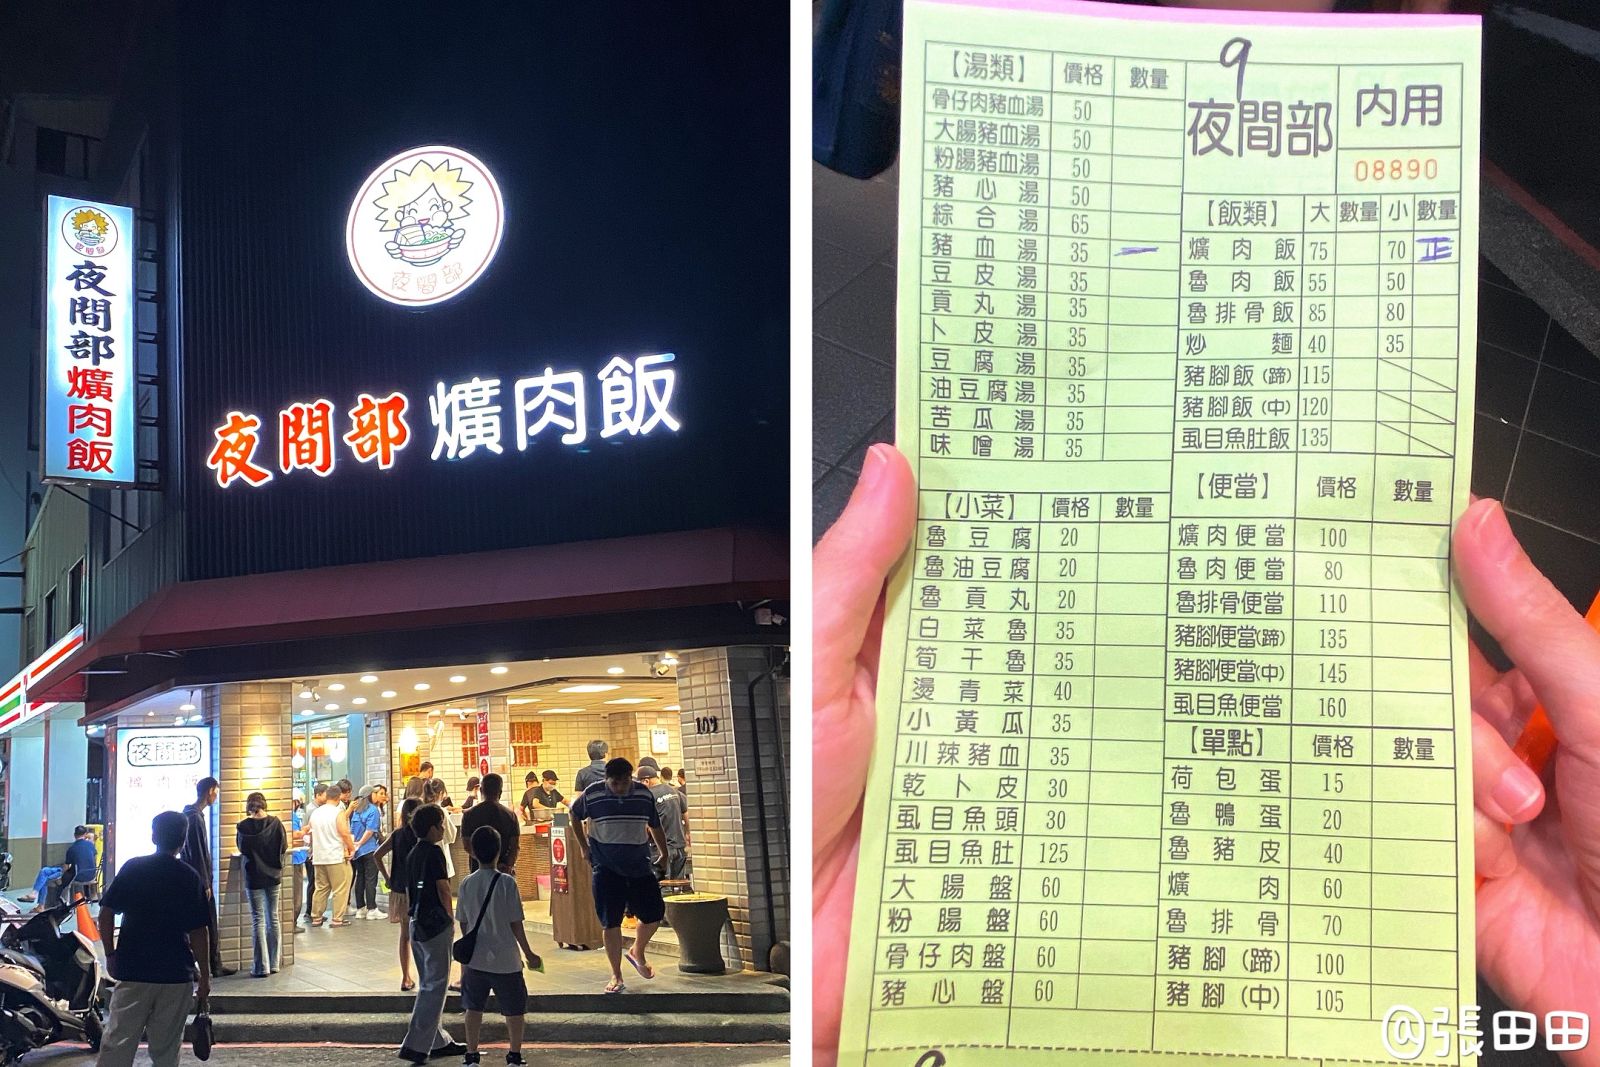 夜間部
夜間部爌肉飯
夜間部
夜間部 爌肉飯
夜間部
109
9
【湯類】 價格 數量
骨仔肉豬血湯 50
大腸豬血湯 50
粉腸豬血湯 50
豬心湯 50
綜合湯 65
豬血湯 35 一
豆皮湯 35
貢丸湯 35
卜皮湯 35
豆腐湯 35
油豆腐湯 35
苦瓜湯 35
味噌湯 35
【小菜】 價格 數量
魯豆腐 20
魯油豆腐 20
魯貢丸 20
白菜魯 35
筍干魯 35
燙青菜 40
小黃瓜 35
川辣豬血 35
乾卜皮 30
虱目魚頭 30
虱目魚肚 125
大腸盤 60
粉腸盤 60
骨仔肉盤 60
豬心盤 60
夜間部 內用
08890
【飯類】 大 數量 小 數量
爌肉飯 75 70 正
魯肉飯 55 50
魯排骨飯 85 80
炒麵 40 35
豬腳飯(蹄) 115
豬腳飯(中) 120
虱目魚肚飯 135
【便當】 價格 數量
爌肉便當 100
魯肉便當 80
魯排骨便當 110
豬腳便當(蹄) 135
豬腳便當(中) 145
虱目魚便當 160
【單點】 價格 數量
荷包蛋 15
魯鴨蛋 20
魯豬皮 40
爌肉 60
魯排骨 70
豬腳(蹄) 100
豬腳(中) 105
@張田田